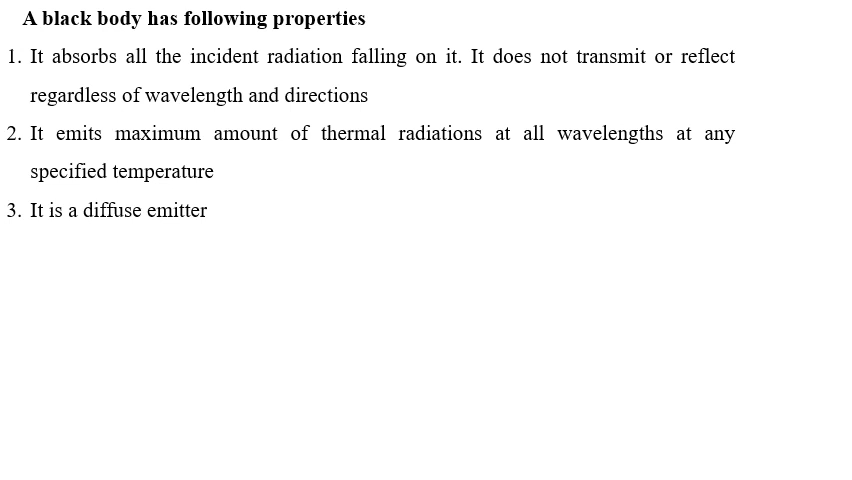 A black body has following properties
1. It absorbs all the incident radiation falling on it. It does not transmit or reflect
regardless of wavelength and directions
2. It emits maximum amount of thermal radiations at all wavelengths at any
specified temperature
3. It is a diffuse emitter